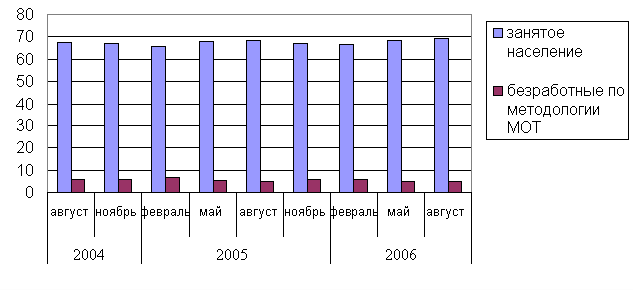 80
70
60
50
40
30
20
10
0
август ноябрь февраль май август ноябрь февраль май август
2004 2005 2006
занятое
население
безработные по
методологии
МОТ